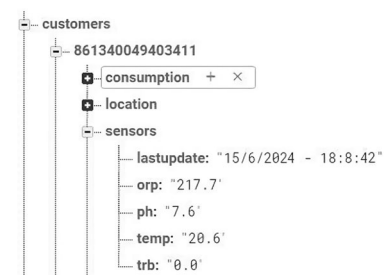 customers
861340049403411
consumption + ×
location
sensors
lastupdate: "15/6/2024 - 18:8:42"
orp: "217.7"
ph: "7.6"
temp: "20.6"
trb: "0.0"